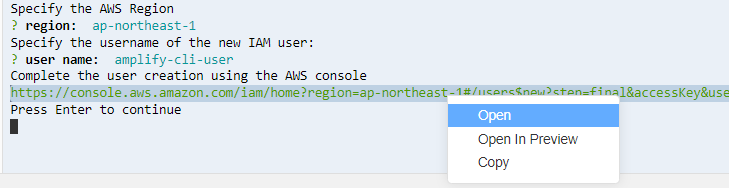 Specify the AWS Region
? region:  ap-northeast-1
Specify the username of the new IAM user:
? user name:  amplify-cli-user
Complete the user creation using the AWS console
https://console.aws.amazon.com/iam/home?region=ap-northeast-1#/users$new?step=final&accessKey&use
Press Enter to continue
Open
Open In Preview
Copy